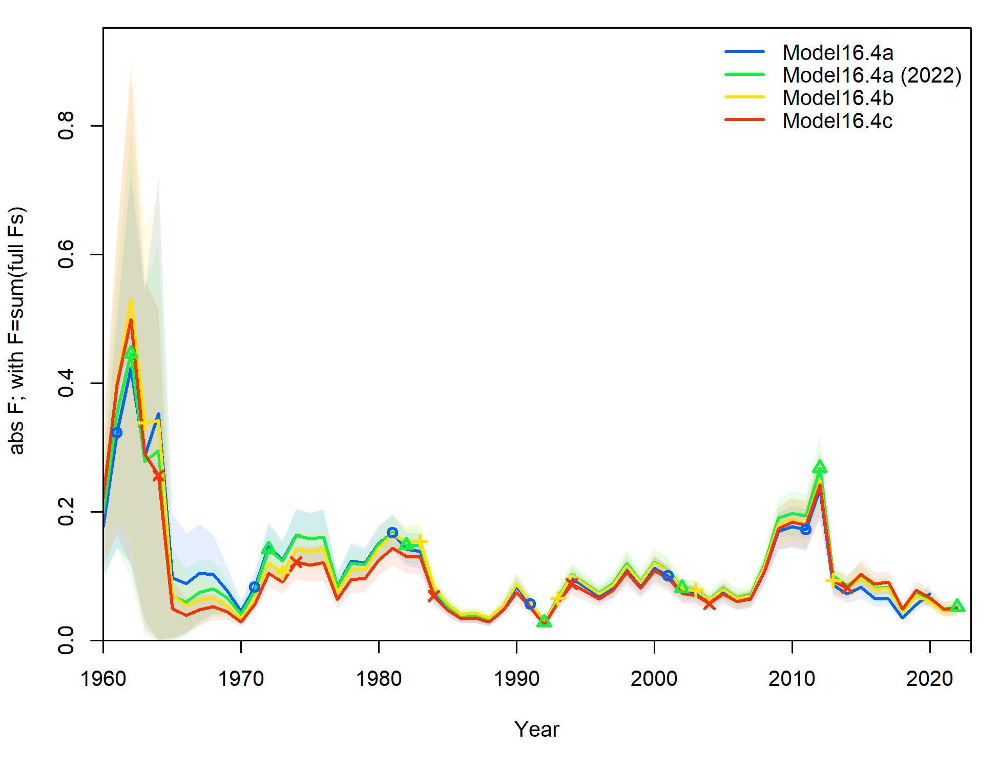 Model16.4a
Model16.4a (2022)
Model16.4b
Model16.4c
abs F; with F=sum(full Fs)
0.8
0.6
0.4
0.2
0.0
1960 1970 1980 1990 2000 2010 2020
Year